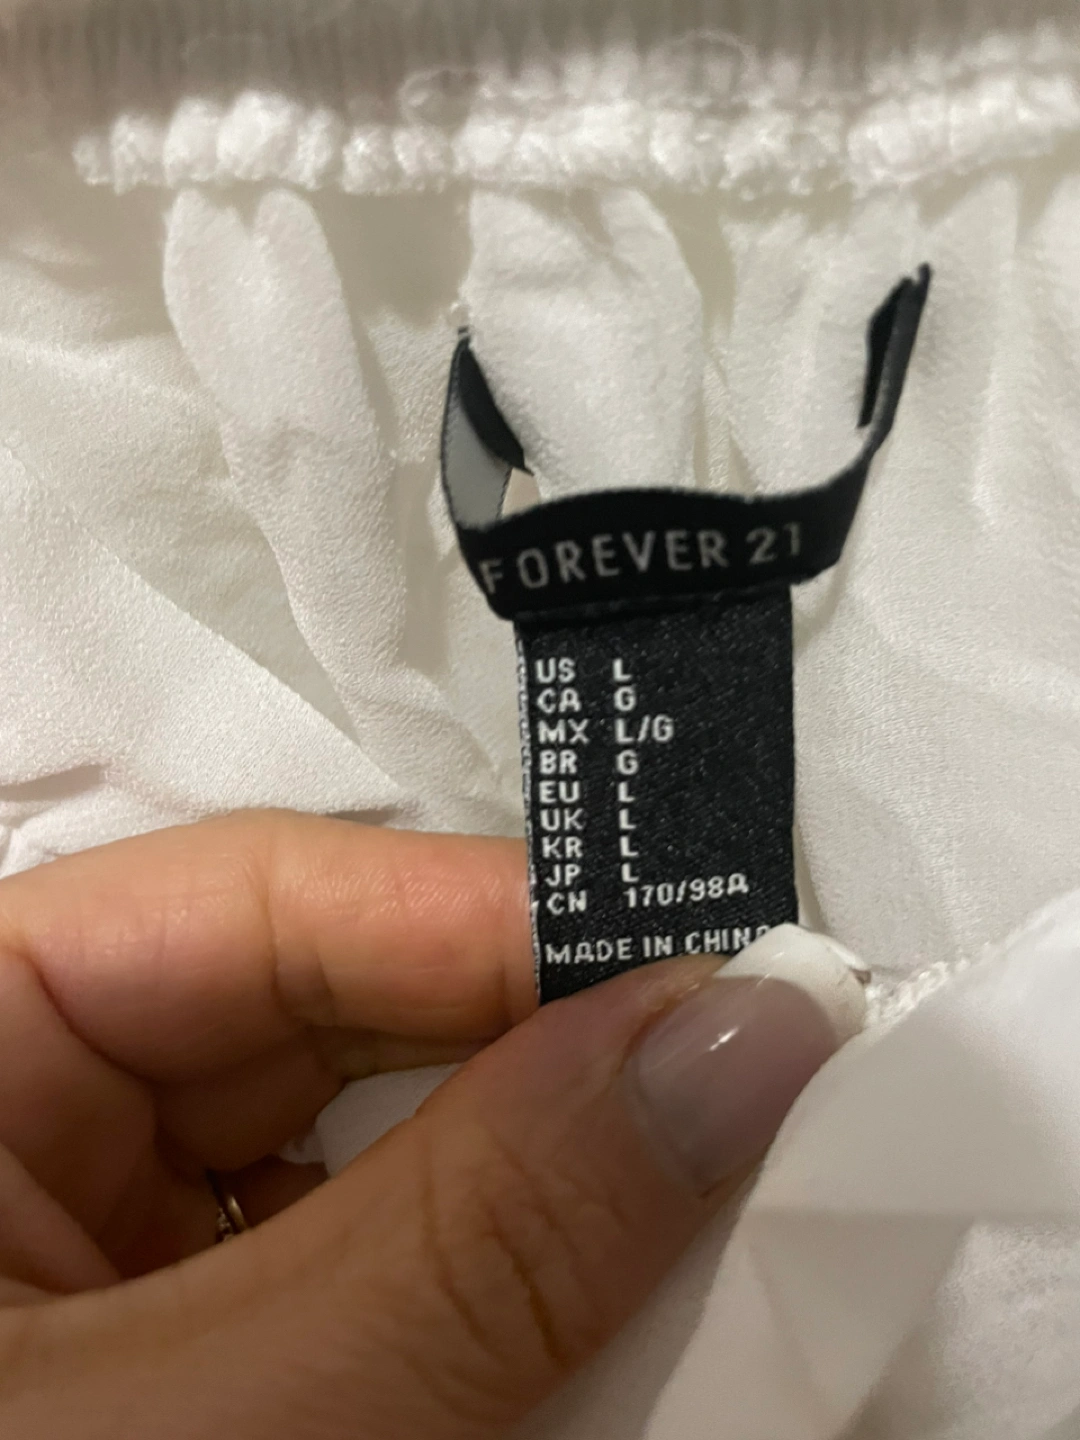 FOREVER 21
US L
CA G
MX L/G
BR G
EU L
UK L
KR L
JP L
CN 170/98A
MADE IN CHINA